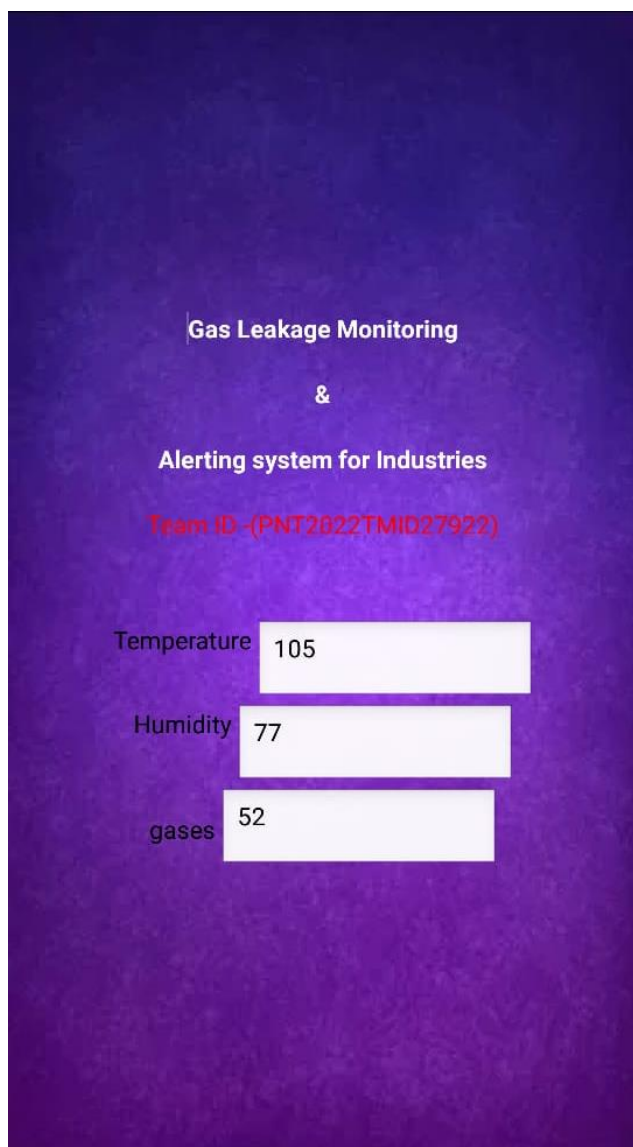 Gas Leakage Monitoring
&
Alerting system for Industries
Team ID -(PNT2022TMID27922)
Temperature 105
Humidity 77
gases 52